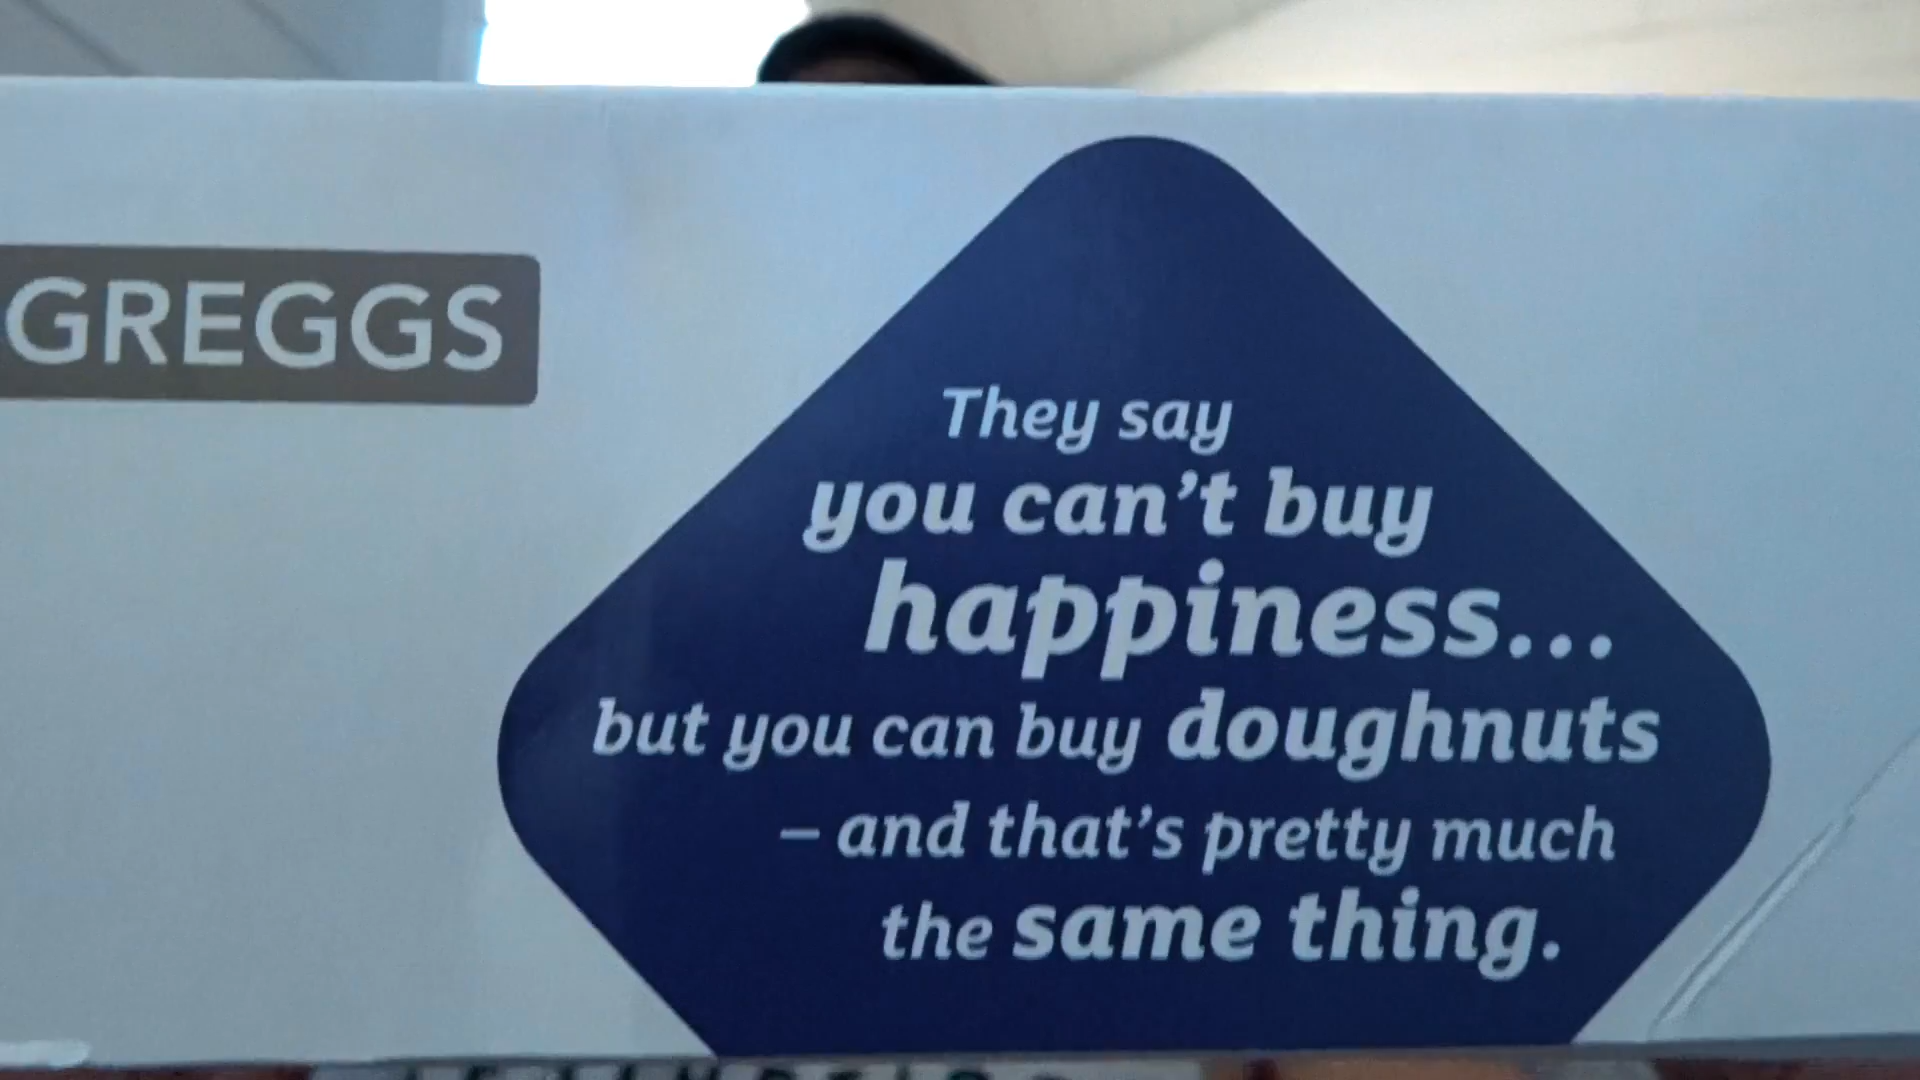 GREGGS
They say
you can't buy
happiness...
but you can buy doughnuts
– and that's pretty much
the same thing.